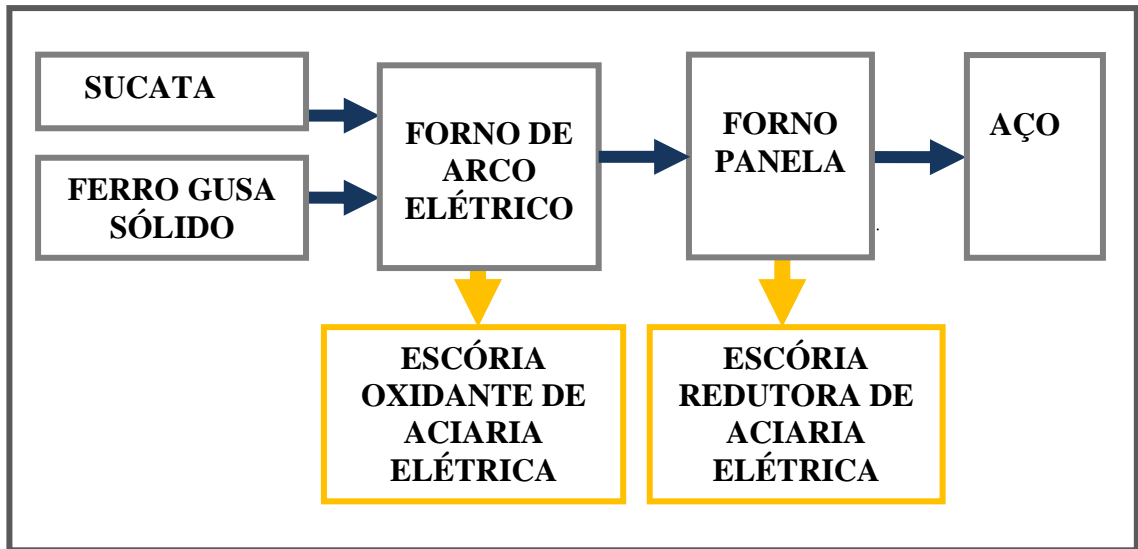 SUCATA
FERRO GUSA
SÓLIDO
FORNO DE
ARCO
ELÉTRICO
FORNO
PANELA
AÇO
ESCÓRIA
OXIDANTE DE
ACIARIA
ELÉTRICA
ESCÓRIA
REDUTORA DE
ACIARIA
ELÉTRICA